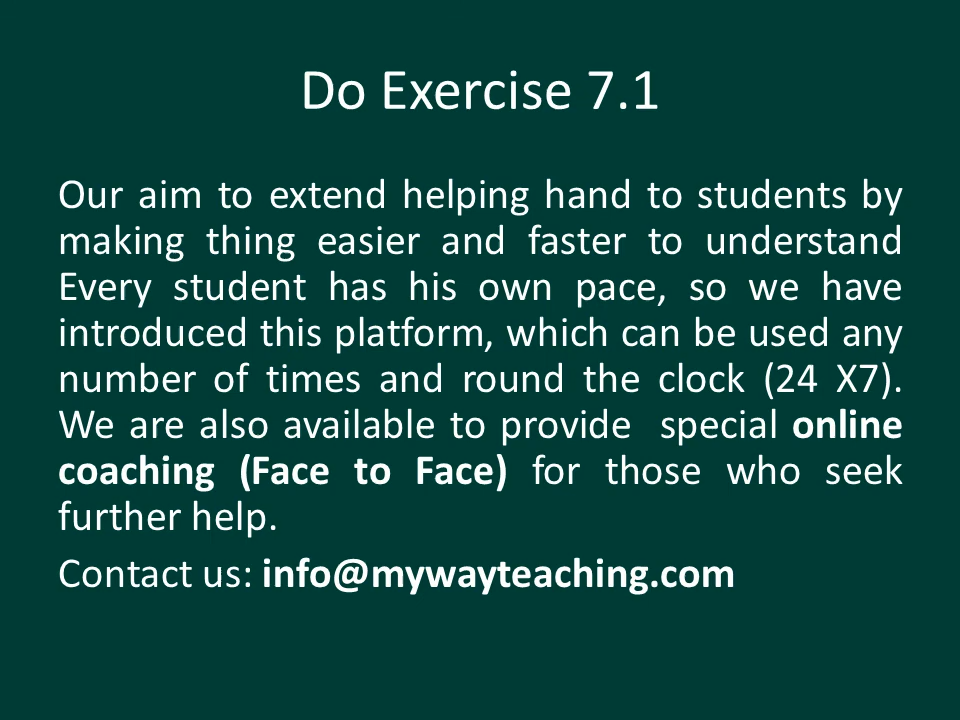 Do Exercise 7.1
Our aim to extend helping hand to students by
making thing easier and faster to understand
Every student has his own pace, so we have
introduced this platform, which can be used any
number of times and round the clock (24 X7).
We are also available to provide  special online
coaching (Face to Face) for those who seek
further help.
Contact us: info@mywayteaching.com